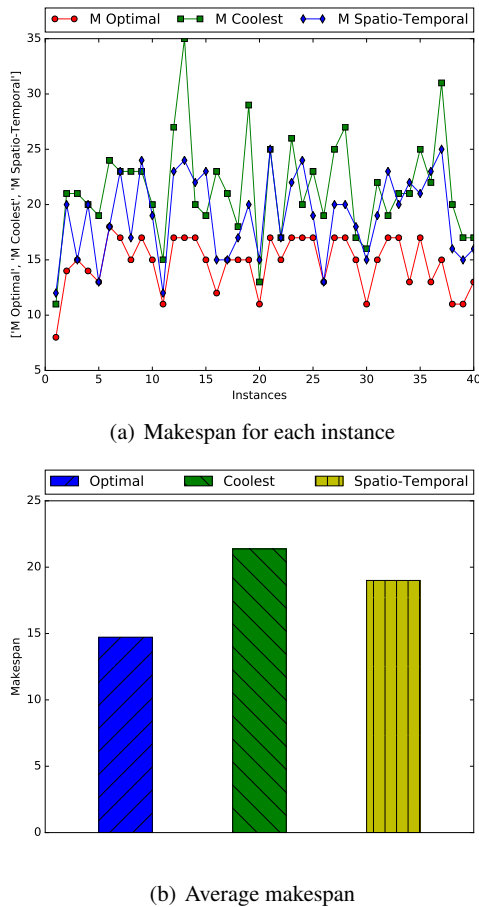 M Optimal M Coolest M Spatio-Temporal
35
30
25
20
15
10
5
['M Optimal', 'M Coolest', 'M Spatio-Temporal']
0 5 10 15 20 25 30 35 40
Instances
(a) Makespan for each instance
Optimal Coolest Spatio-Temporal
25
20
15
10
5
0
Makespan
(b) Average makespan